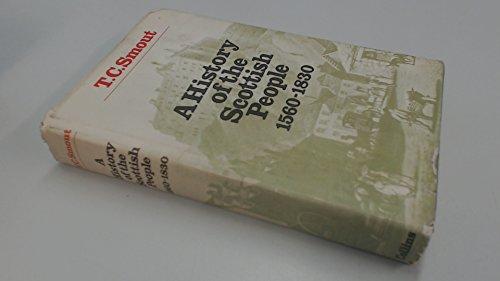 T.C.Smout
A History
of the
Scottish
People
1560-1830
T.C.Smout
A
History
of the
Scottish
People
1560-1830
Collins